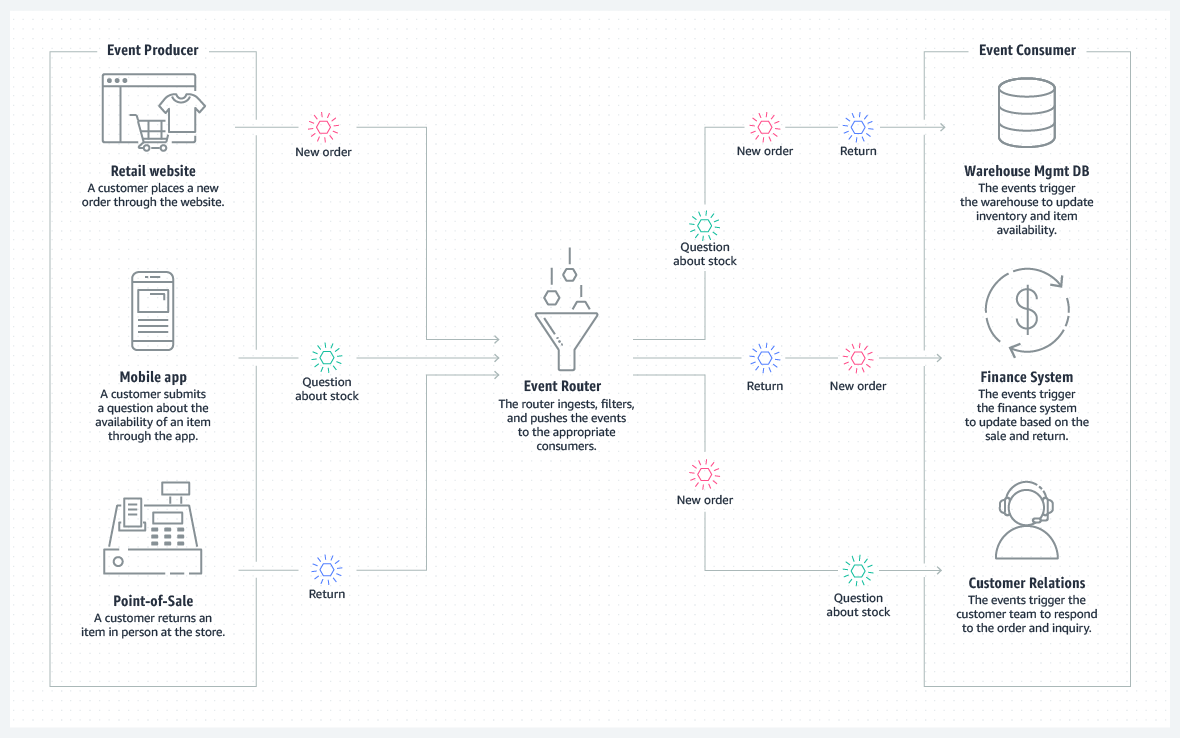 Event Producer
Retail website
A customer places a new
order through the website.
Mobile app
A customer submits
a question about the
availability of an item
through the app.
Point-of-Sale
A customer returns an
item in person at the store.
New order
Question
about stock
Return
Event Router
The router ingests, filters,
and pushes the events
to the appropriate
consumers.
New order
Return
Question
about stock
Return
New order
New order
Question
about stock
Event Consumer
Warehouse Mgmt DB
The events trigger
the warehouse to update
inventory and item
availability.
Finance System
The events trigger
the finance system
to update based on the
sale and return.
Customer Relations
The events trigger the
customer team to respond
to the order and inquiry.